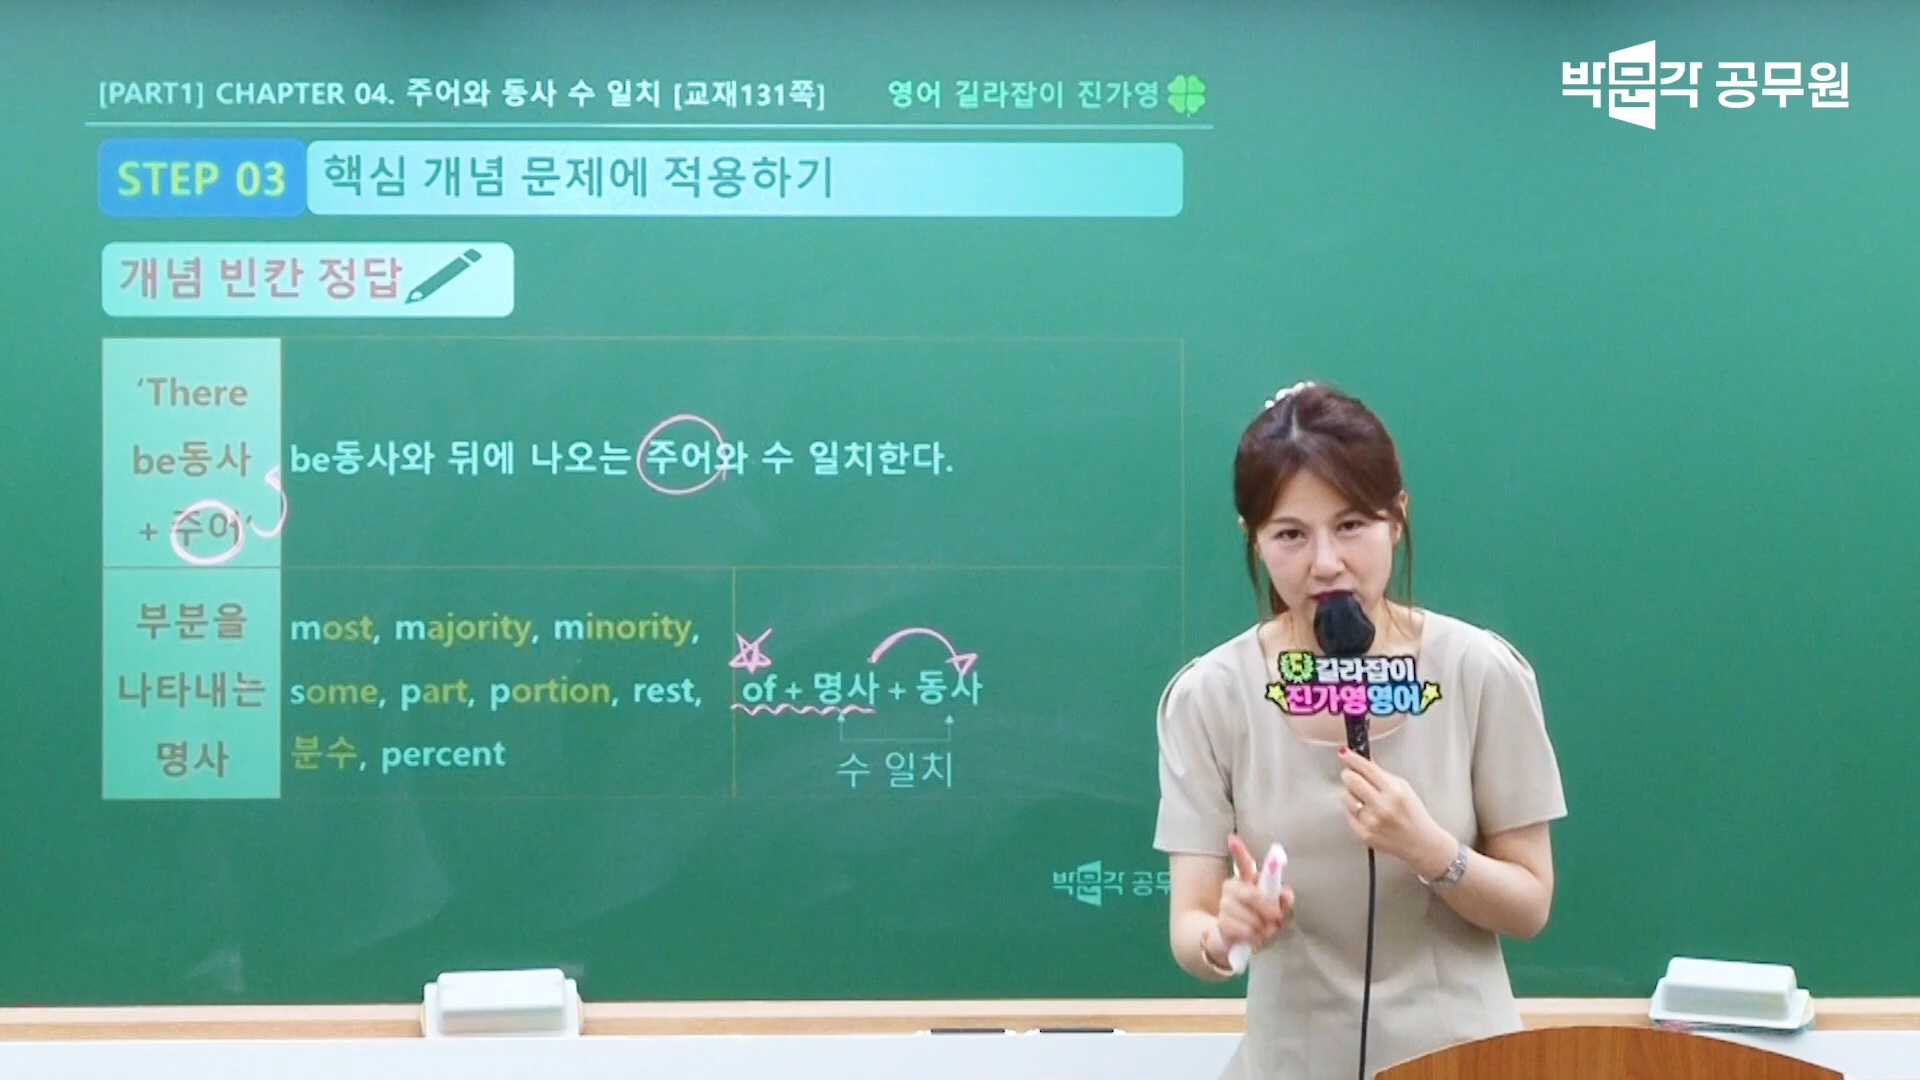 [PART1] CHAPTER 04. 주어와 동사 수 일치 [교재131쪽]
영어 길라잡이 진가영
박문각 공무원
STEP 03
핵심 개념 문제에 적용하기
개념 빈칸 정답
‘There
be동사
+ 주어’
be동사와 뒤에 나오는 주어와 수 일치한다.
부분을
나타내는
명사
most, majority, minority,
some, part, portion, rest,
분수, percent
of + 명사 + 동사
수 일치
길라잡이
진가영영어
박문각 공무